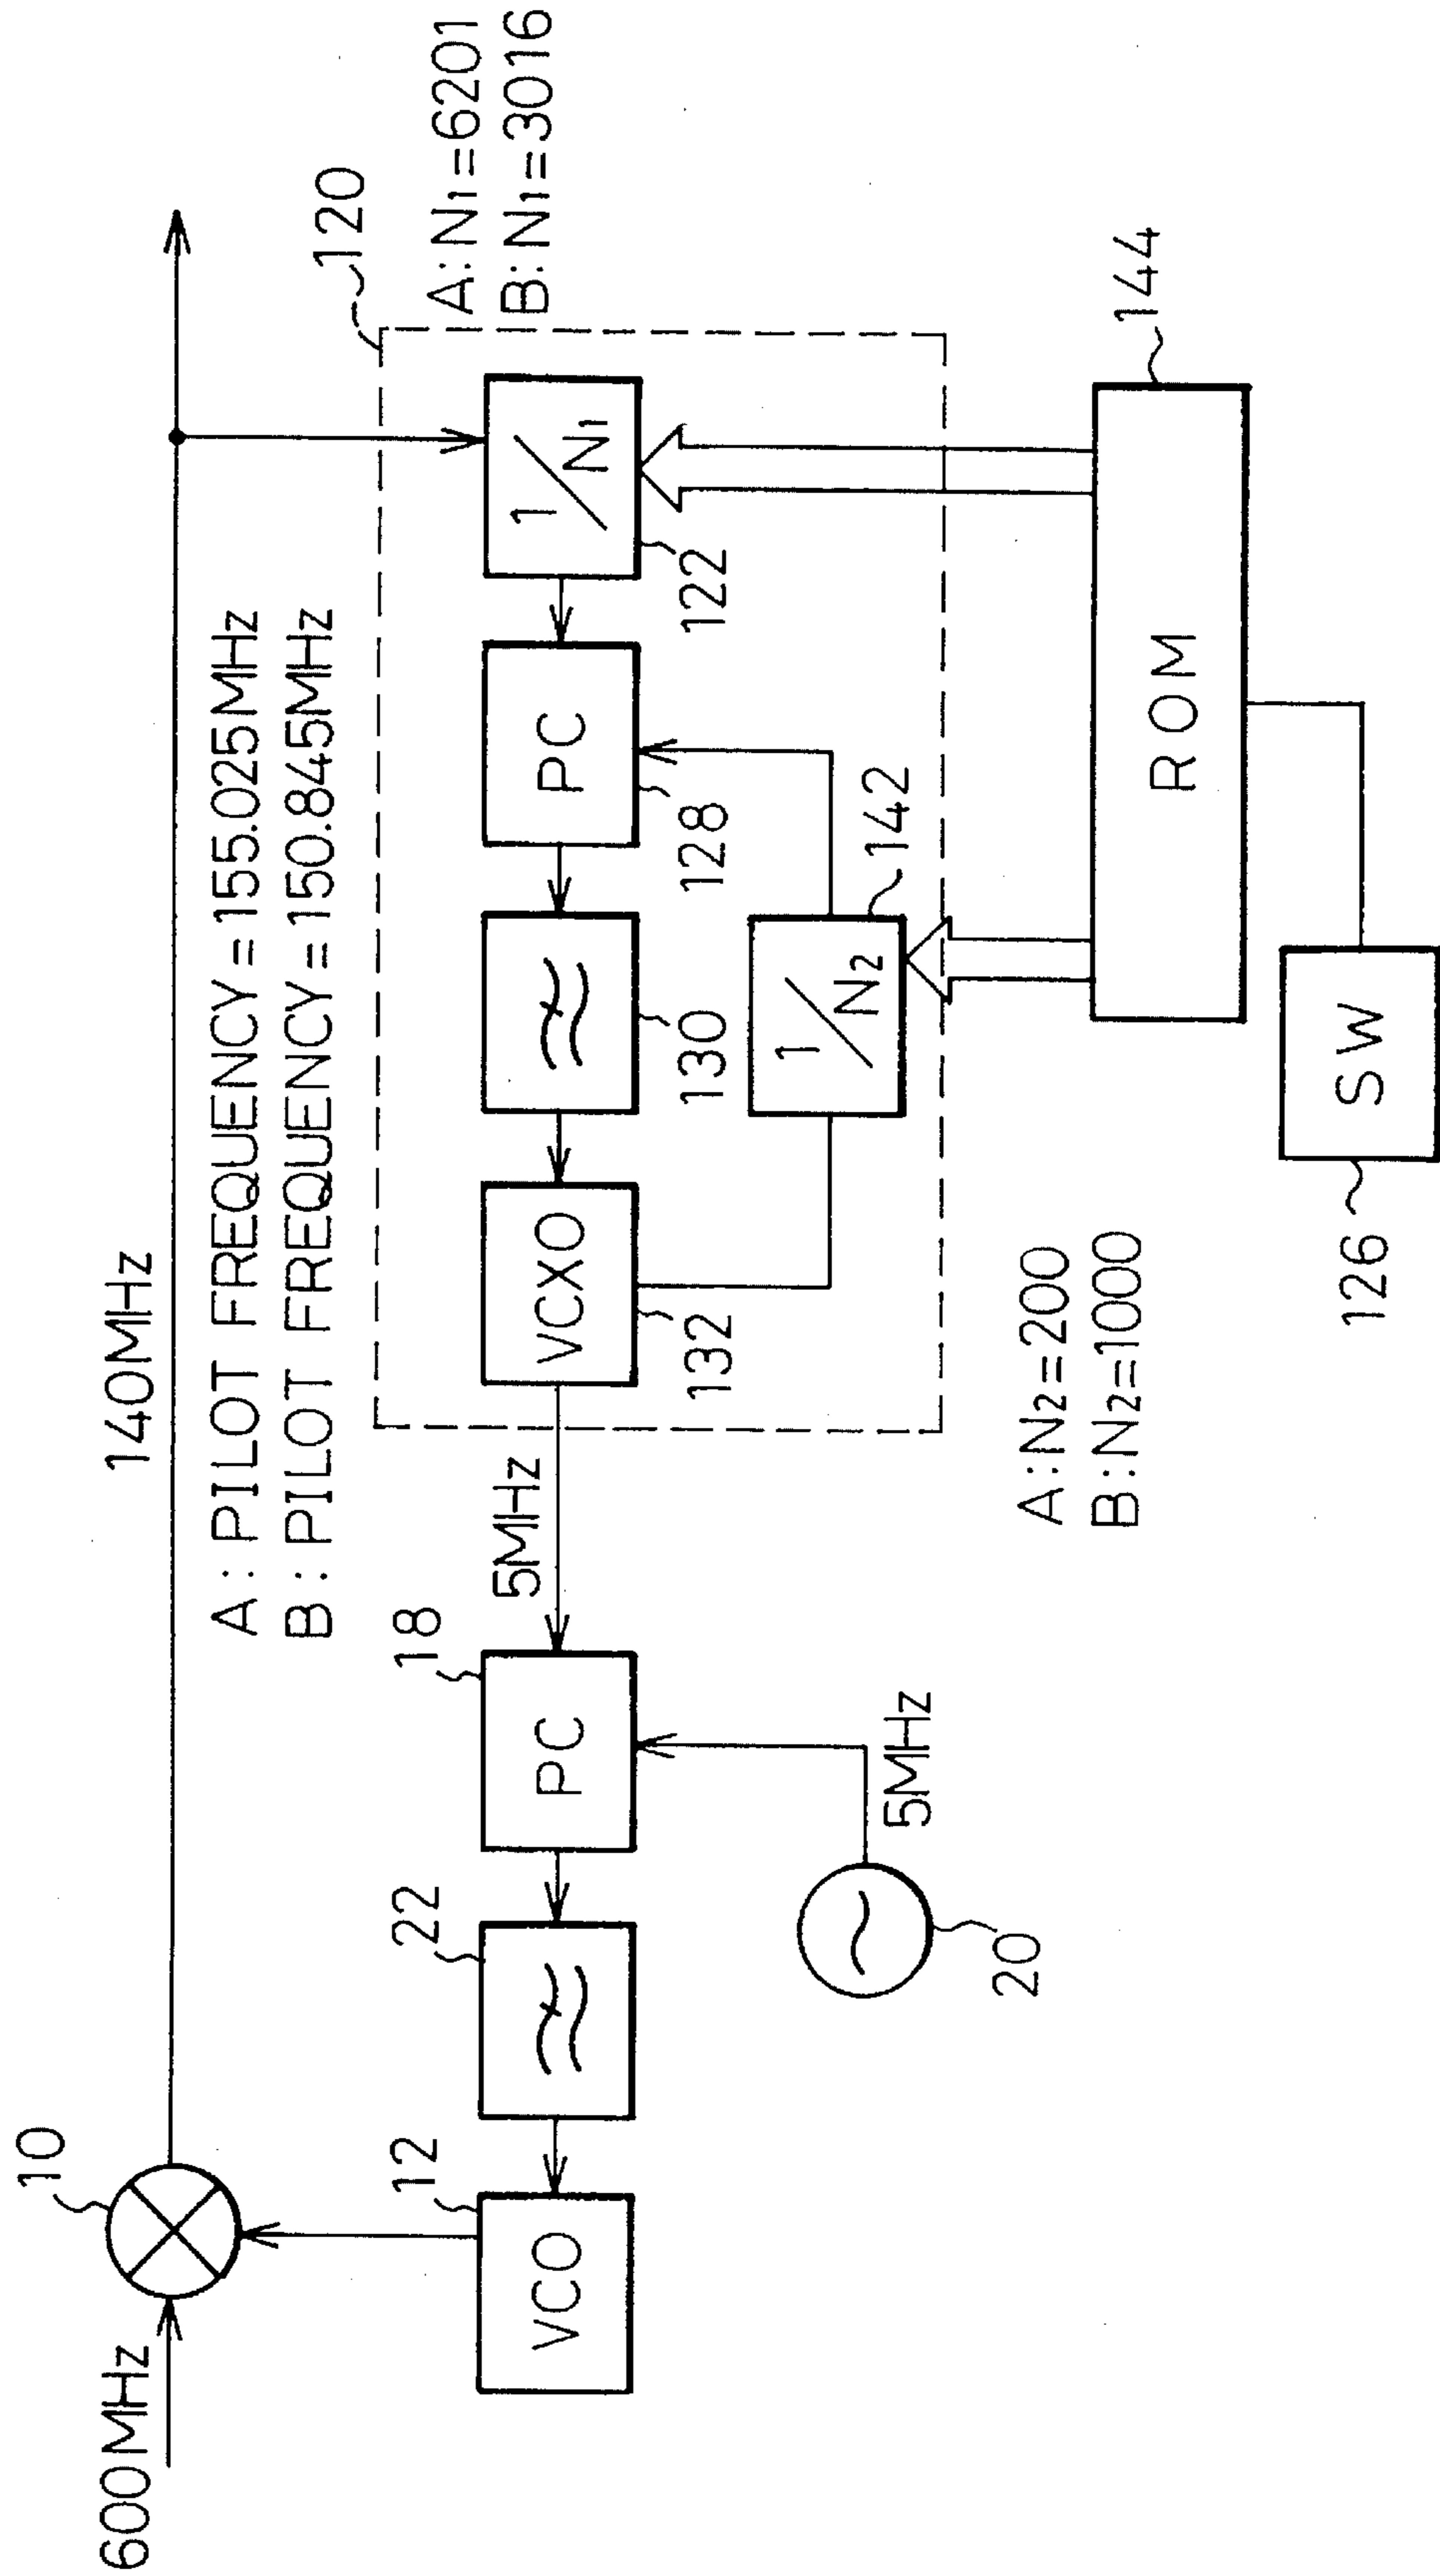 600MHz
10
140MHz
A: PILOT FREQUENCY=155.025MHz
B: PILOT FREQUENCY=150.845MHz
120
A: N1=6201
B: N1=3016
VCO
12
22
PC
18
5MHz
20
5MHz
VCXO
132
130
PC
128
1/N1
122
1/N2
142
A: N2=200
B: N2=1000
ROM
144
SW
126